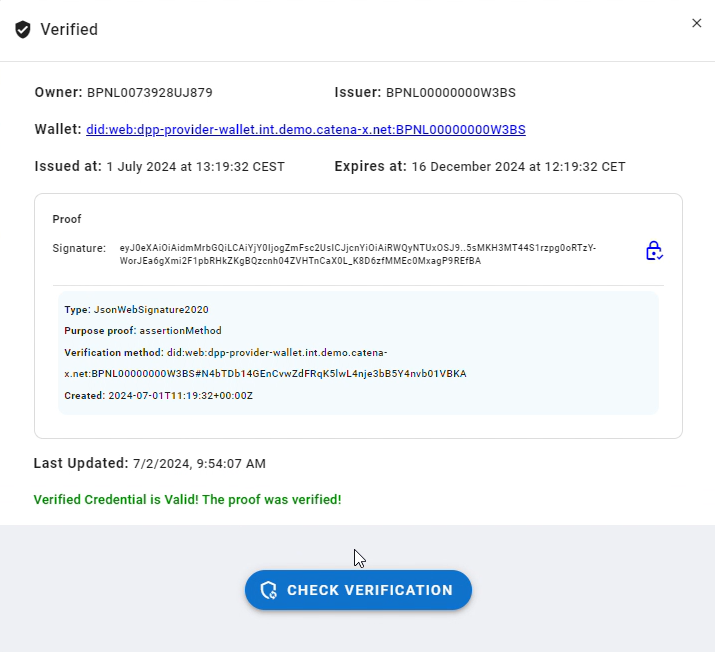 Verified
Owner: BPNL0073928UJ879 Issuer: BPNL00000000W3BS
Wallet: did:web:dpp-provider-wallet.int.demo.catena-x.net:BPNL00000000W3BS
Issued at: 1 July 2024 at 13:19:32 CEST Expires at: 16 December 2024 at 12:19:32 CET
Proof
Signature: eyJ0eXAiOiAidmMrbGQiLCAiYjY0IjogZmFsc2UsICJjcnYiOiAiRWQyNTUxOSJ9..5sMKH3MT44S1rzpg0oRTzY-
WorJEa6gXmi2F1pbRHkZKgBQzcnh04ZVHTnCaX0L_K8D6zfMMEc0MxagP9REfBA
Type: JsonWebSignature2020
Purpose proof: assertionMethod
Verification method: did:web:dpp-provider-wallet.int.demo.catena-
x.net:BPNL00000000W3BS#N4bTDb14GEnCvwZdFRqK5lwL4nje3bB5Y4nvb01VBKA
Created: 2024-07-01T11:19:32+00:00Z
Last Updated: 7/2/2024, 9:54:07 AM
Verified Credential is Valid! The proof was verified!
CHECK VERIFICATION